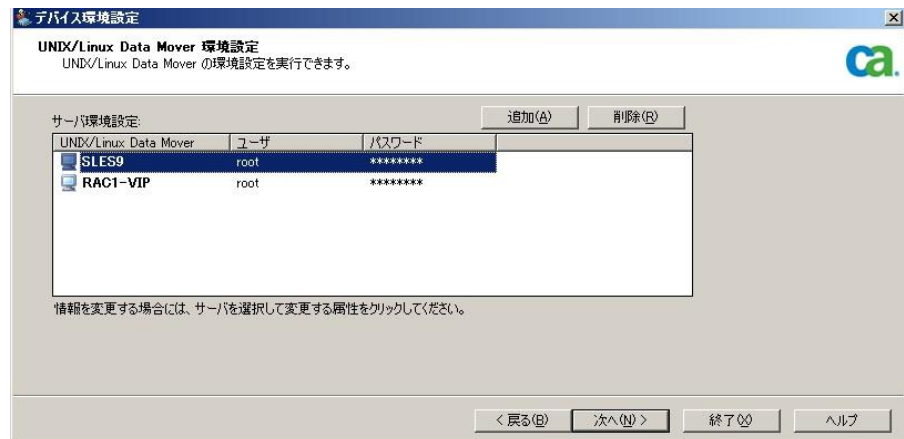 デバイス環境設定
UNIX/Linux Data Mover 環境設定
UNIX/Linux Data Mover の環境設定を実行できます。
ca.
サーバ環境設定:
追加(A)
削除(R)
UNIX/Linux Data Mover ユーザ パスワード
SLES9 root ********
RAC1-VIP root ********
情報を変更する場合には、サーバを選択して変更する属性をクリックしてください。
< 戻る(B)
次へ(N) >
終了(X)
ヘルプ